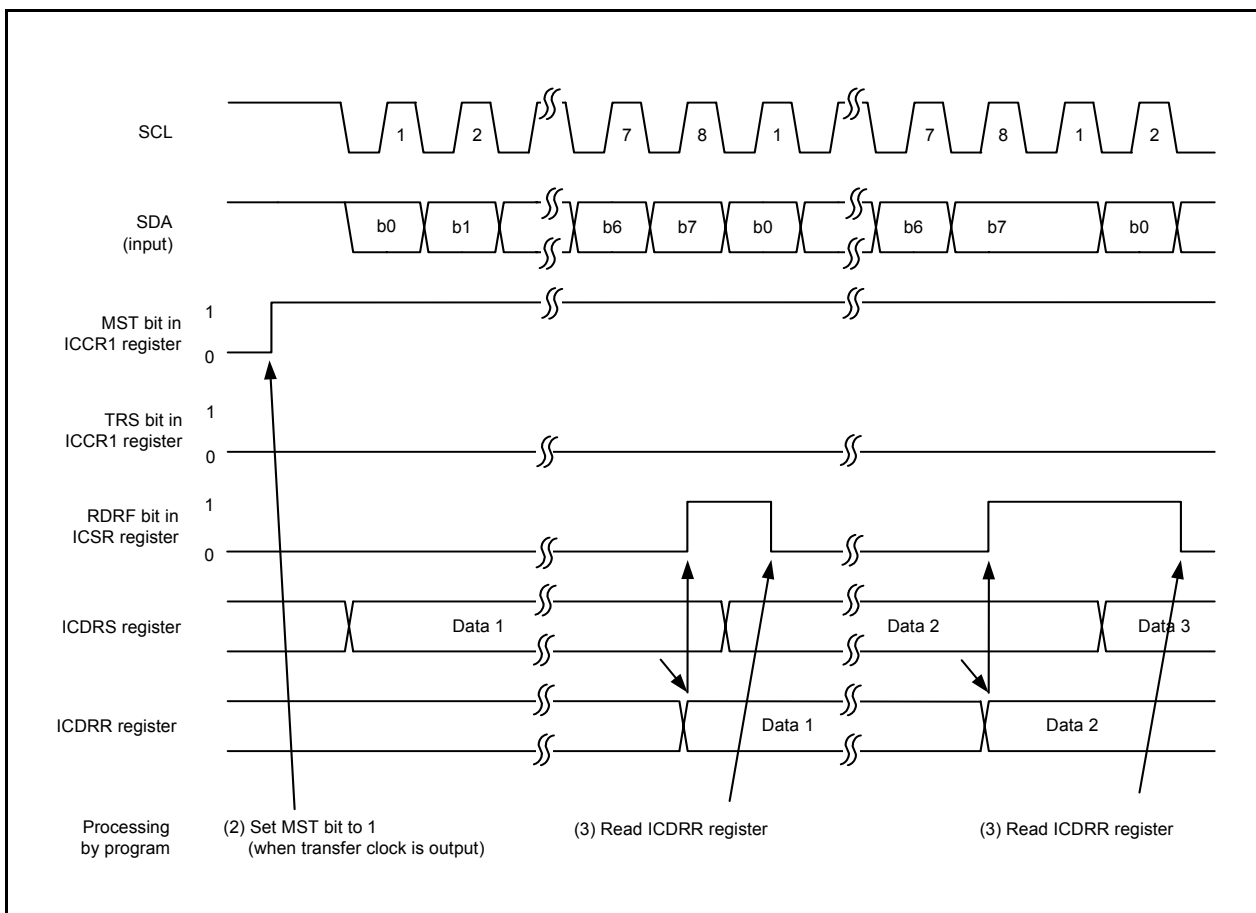 SCL
1 2 7 8 1 7 8 1 2
SDA
(input)
b0 b1 b6 b7 b0 b6 b7 b0
MST bit in
ICCR1 register
1
0
TRS bit in
ICCR1 register
1
0
RDRF bit in
ICSR register
1
0
ICDRS register
Data 1 Data 2 Data 3
ICDRR register
Data 1 Data 2
Processing
by program
(2) Set MST bit to 1
(when transfer clock is output)
(3) Read ICDRR register
(3) Read ICDRR register